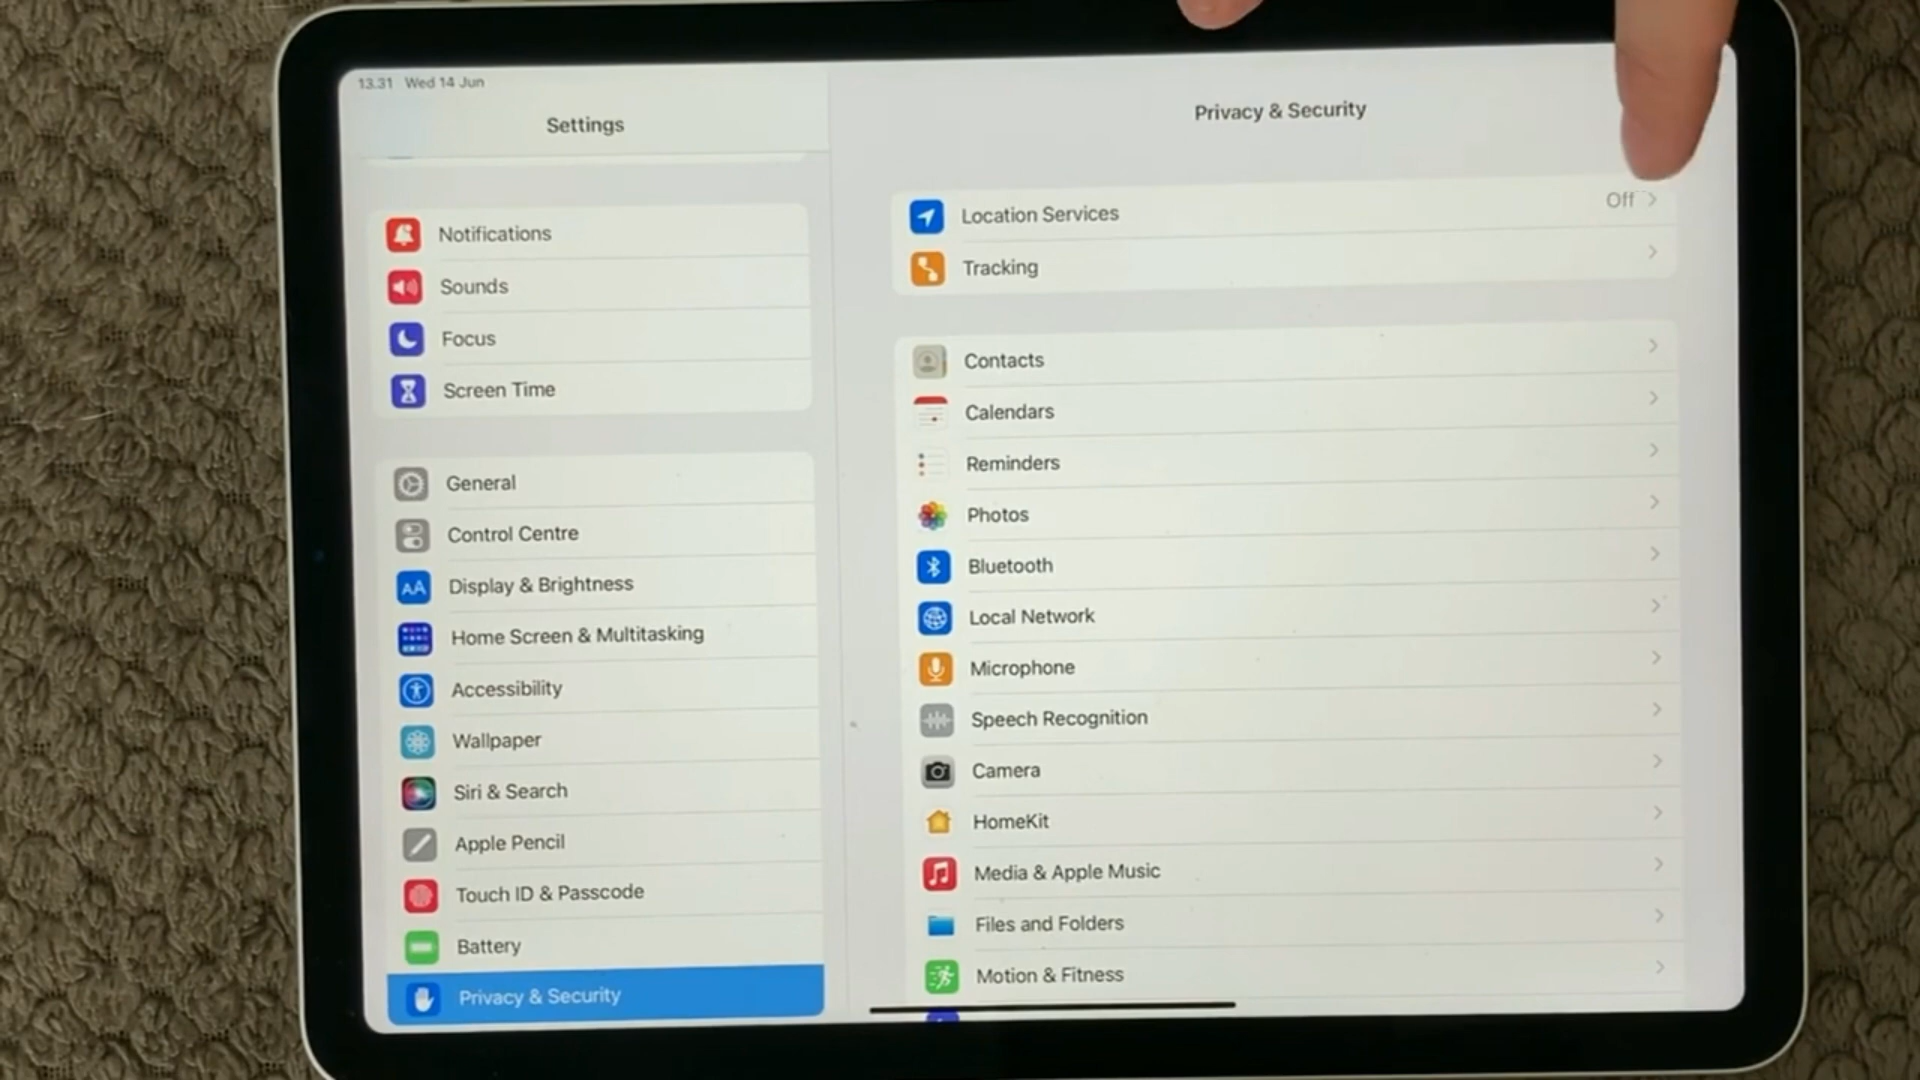 13.31 Wed 14 Jun
Settings
Notifications
Sounds
Focus
Screen Time
General
Control Centre
AA
Display & Brightness
Home Screen & Multitasking
Accessibility
Wallpaper
Siri & Search
Apple Pencil
Touch ID & Passcode
Battery
Privacy & Security
Privacy & Security
Location Services Off
Tracking
Contacts
Calendars
Reminders
Photos
Bluetooth
Local Network
Microphone
Speech Recognition
Camera
HomeKit
Media & Apple Music
Files and Folders
Motion & Fitness